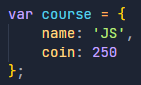 var course = {
    name: 'JS',
    coin: 250
};